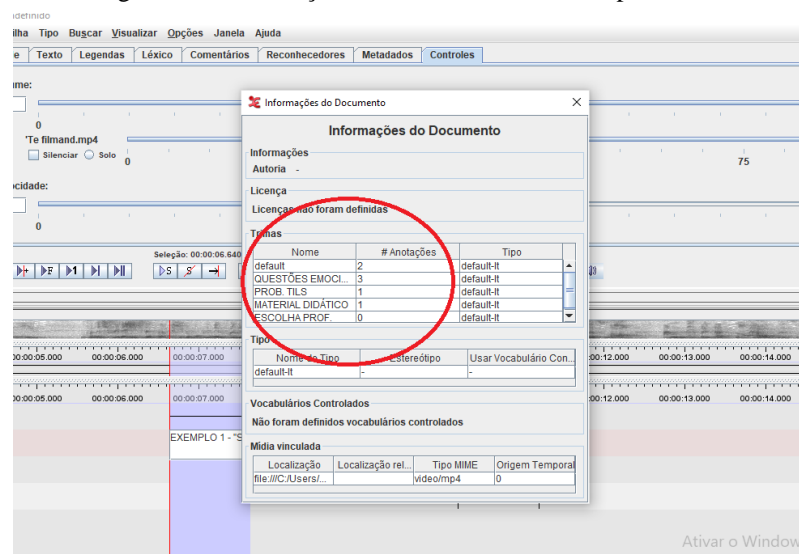 ndefinido
ilha Tipo Buscar Visualizar Opções Janela Ajuda
e Texto Legendas Léxico Comentários Reconhecedores Metadados Controles
ume:
0
'Te filmand.mp4
Silenciar Solo 0 75
ocidade:
0
Seleção: 00:00:06.640
Informações do Documento
Informações do Documento
Informações
Autoria -
Licença
Licenças não foram definidas
Trilhas
Nome # Anotações Tipo
default 2 default-lt
QUESTÕES EMOCI... 3 default-lt
PROB. TILS 1 default-lt
MATERIAL DIDÁTICO 1 default-lt
ESCOLHA PROF. 0 default-lt
Tipo
Nome do Tipo Estereótipo Usar Vocabulário Con...
default-lt - -
Vocabulários Controlados
Não foram definidos vocabulários controlados
Mídia vinculada
Localização Localização rel... Tipo MIME Origem Temporal
file:///C:/Users/... video/mp4 0
00:00:05.000 00:00:06.000 00:00:07.000 00:12.000 00:00:13.000 00:00:14.000
00:00:05.000 00:00:06.000 00:00:07.000 00:12.000 00:00:13.000 00:00:14.000
EXEMPLO 1 - "S
Ativar o Window